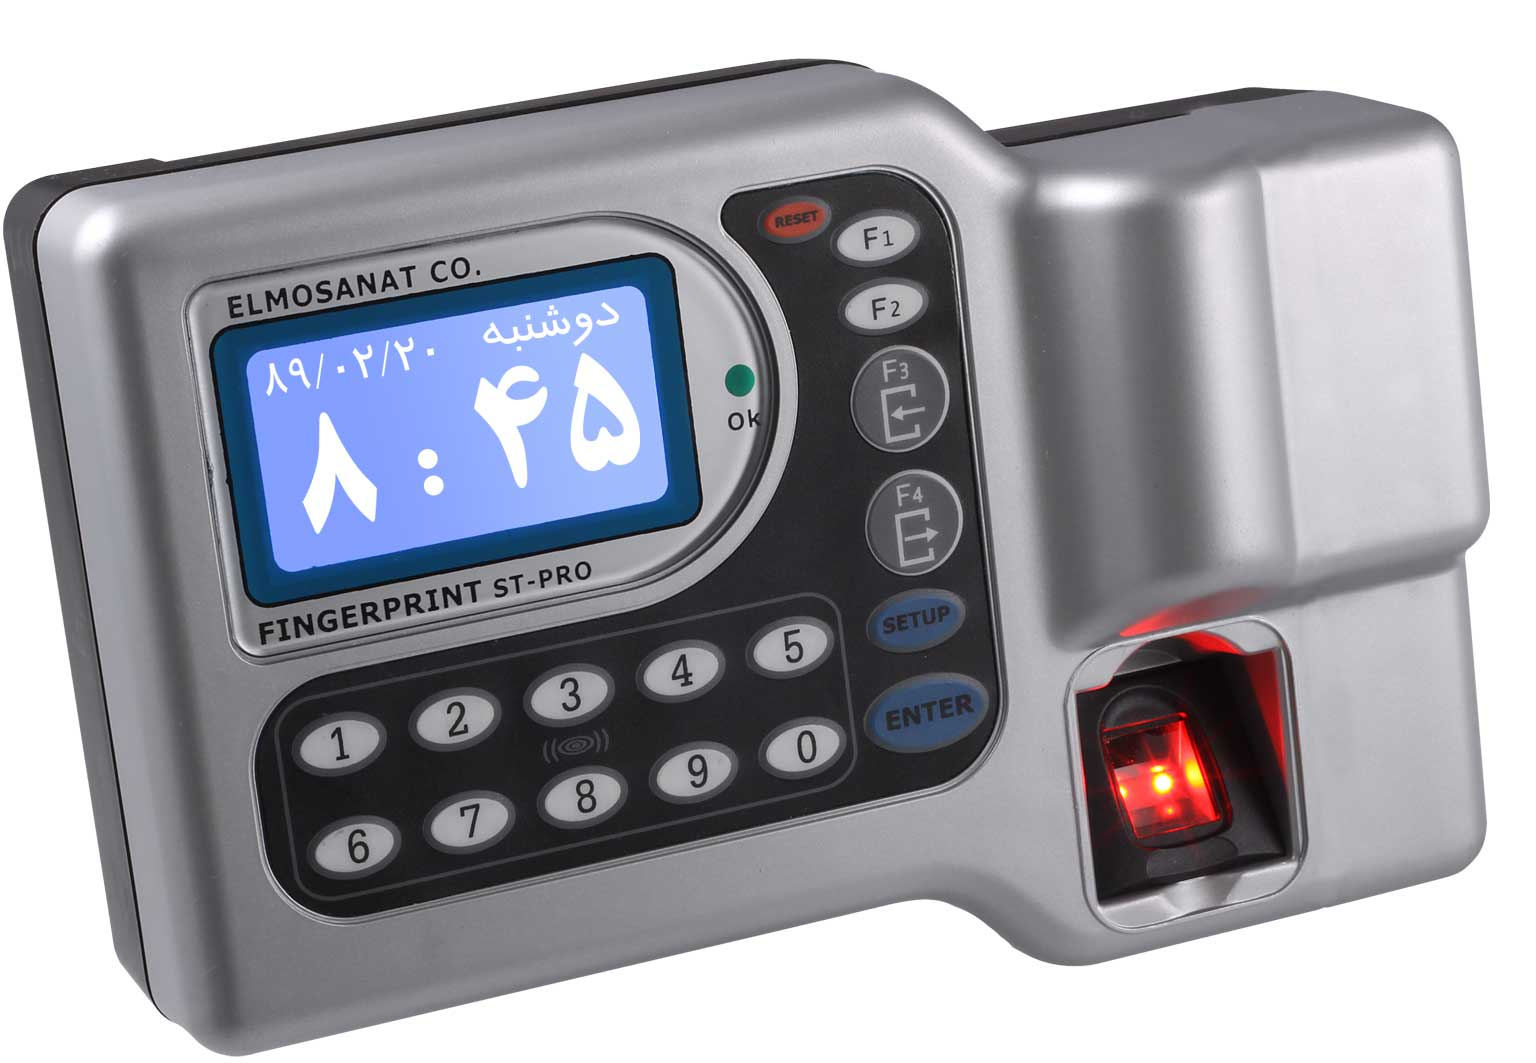 ELMOSANAT CO.
دوشنبه ۸۹/۰۲/۲۰
۸ : ۴۵
Ok
FINGERPRINT ST-PRO
RESET
F1
F2
F3
F4
SETUP
ENTER
1 2 3 4 5
6 7 8 9 0